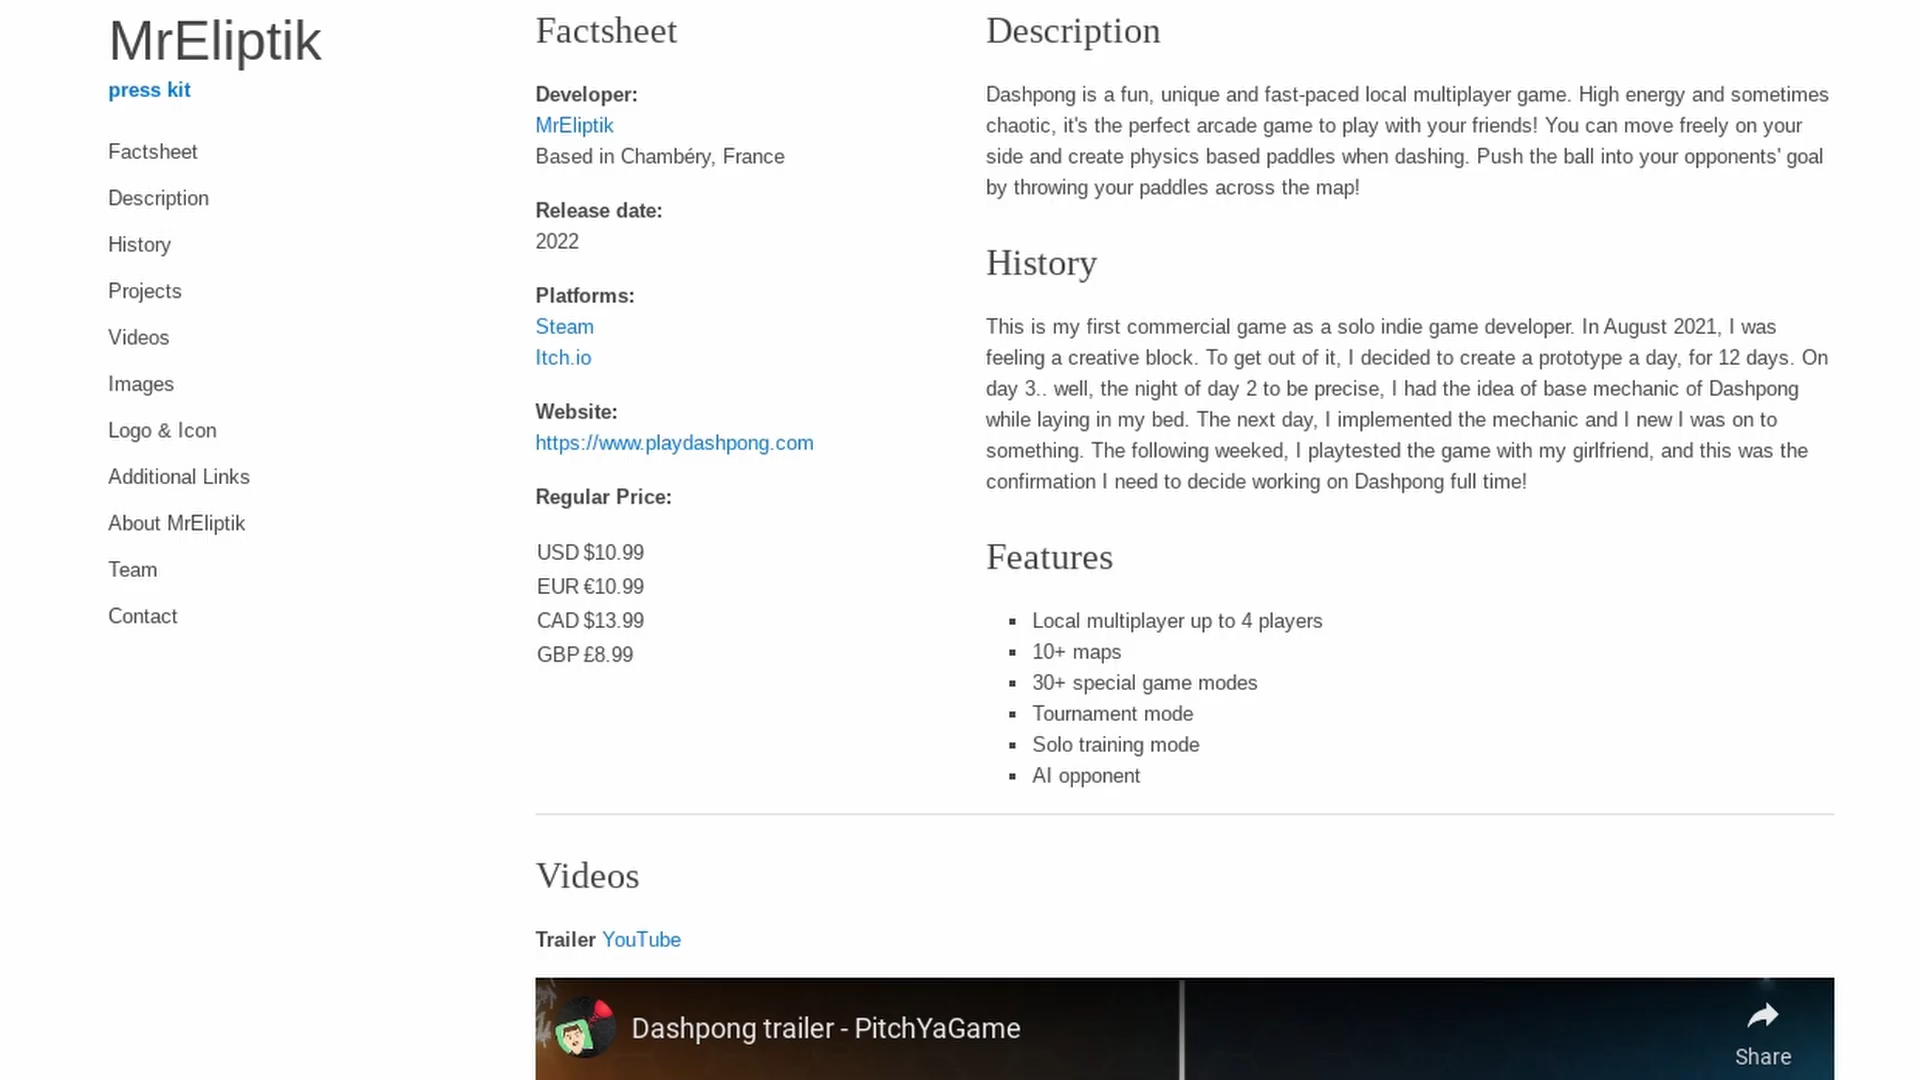 MrEliptik
press kit
Factsheet
Description
History
Projects
Videos
Images
Logo & Icon
Additional Links
About MrEliptik
Team
Contact
Factsheet
Developer:
MrEliptik
Based in Chambéry, France
Release date:
2022
Platforms:
Steam
Itch.io
Website:
https://www.playdashpong.com
Regular Price:
USD $10.99
EUR €10.99
CAD $13.99
GBP £8.99
Description
Dashpong is a fun, unique and fast-paced local multiplayer game. High energy and sometimes
chaotic, it's the perfect arcade game to play with your friends! You can move freely on your
side and create physics based paddles when dashing. Push the ball into your opponents' goal
by throwing your paddles across the map!
History
This is my first commercial game as a solo indie game developer. In August 2021, I was
feeling a creative block. To get out of it, I decided to create a prototype a day, for 12 days. On
day 3.. well, the night of day 2 to be precise, I had the idea of base mechanic of Dashpong
while laying in my bed. The next day, I implemented the mechanic and I new I was on to
something. The following weeked, I playtested the game with my girlfriend, and this was the
confirmation I need to decide working on Dashpong full time!
Features
▪ Local multiplayer up to 4 players
▪ 10+ maps
▪ 30+ special game modes
▪ Tournament mode
▪ Solo training mode
▪ AI opponent
Videos
Trailer YouTube
Dashpong trailer - PitchYaGame
Share